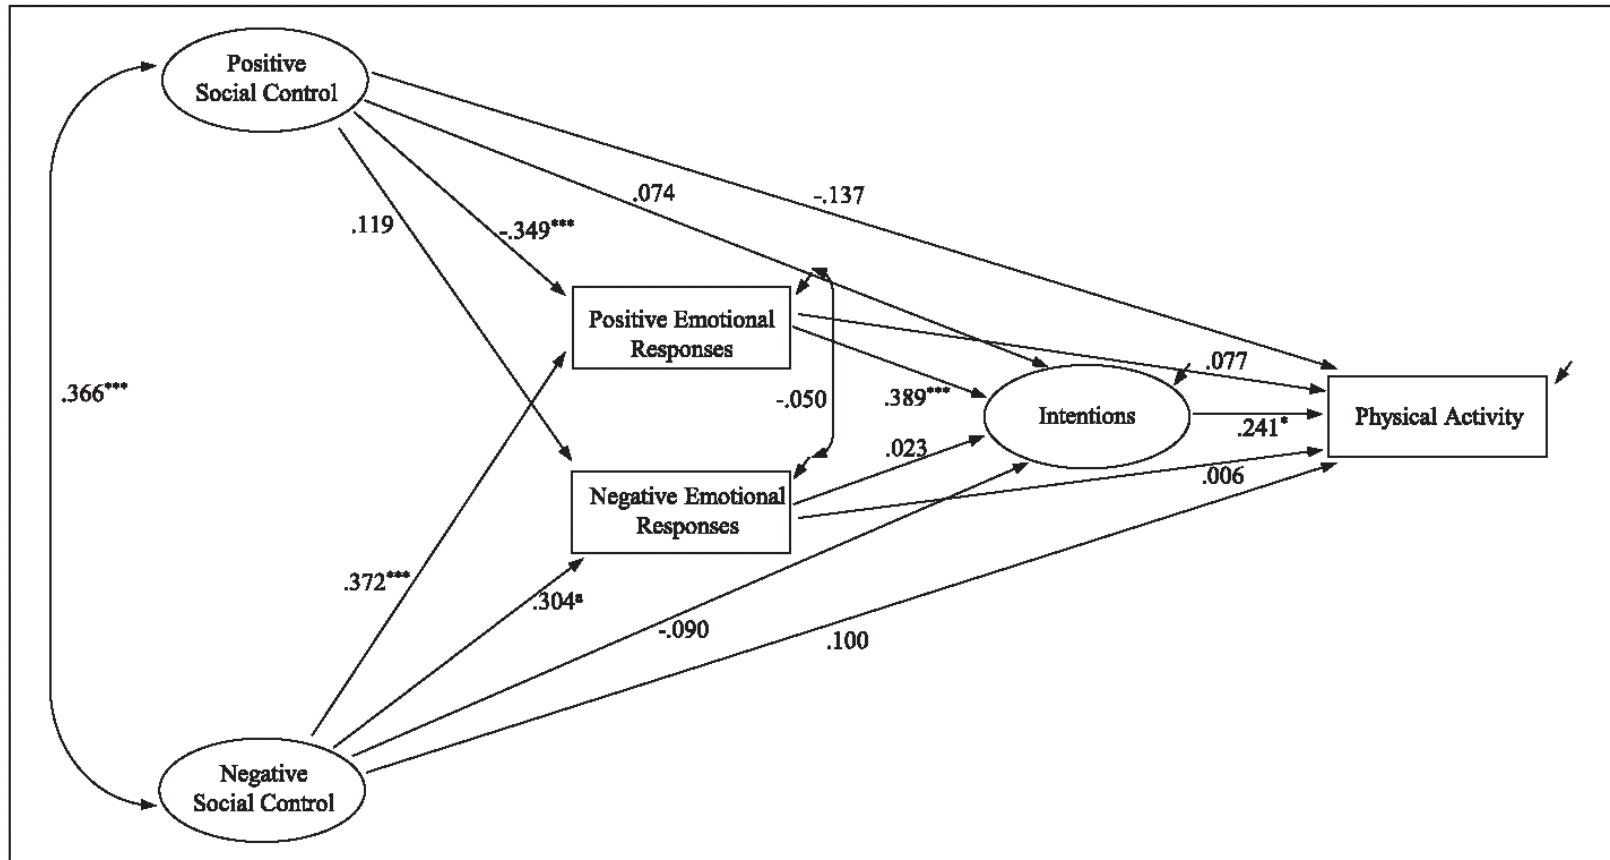 Positive
Social Control
.074
-.137
.119
-.349***
Positive Emotional
Responses
.077
.366***
.389***
-.050
Intentions
.241*
Physical Activity
.023
.006
Negative Emotional
Responses
.372***
.304ª
-.090
.100
Negative
Social Control